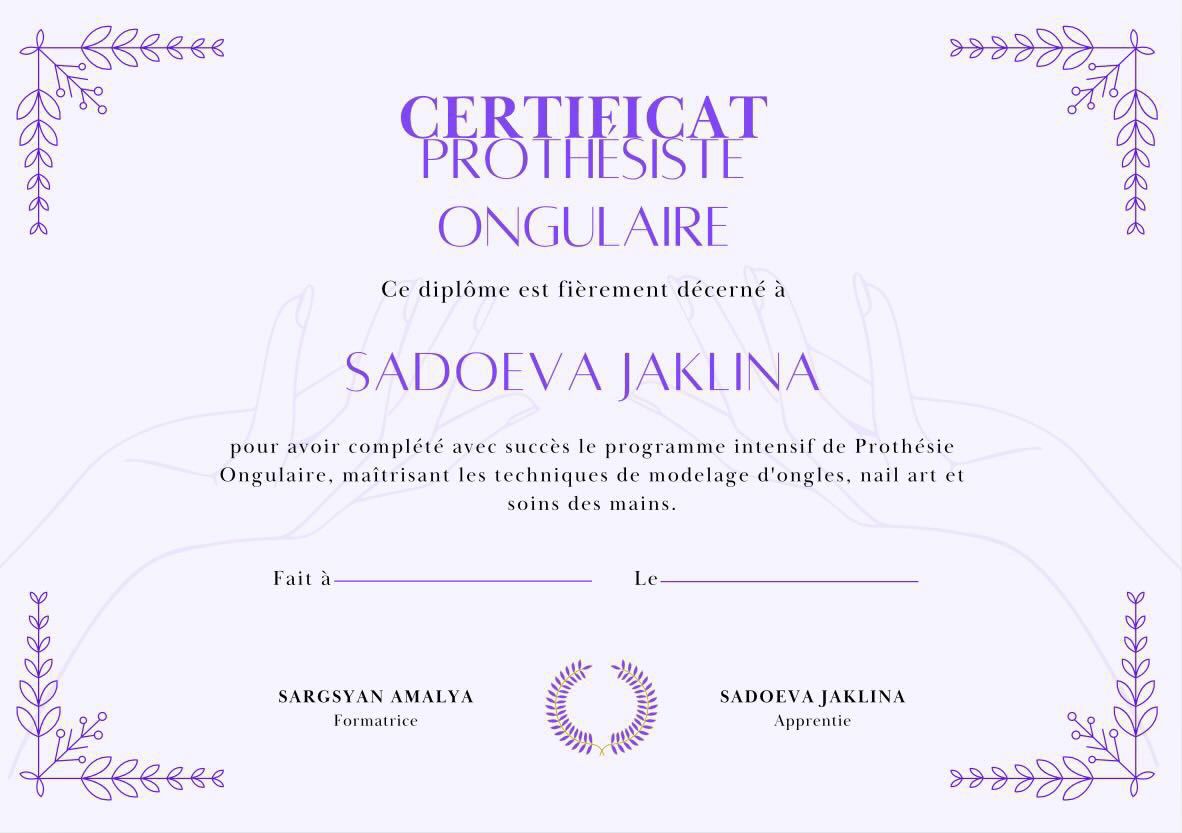 CERTIFICAT
PROTHÉSISTE
ONGULAIRE
Ce diplôme est fièrement décerné à
SADOEVA JAKLINA
pour avoir complété avec succès le programme intensif de Prothésie
Ongulaire, maîtrisant les techniques de modelage d'ongles, nail art et
soins des mains.
Fait à Le
SARGSYAN AMALYA SADOEVA JAKLINA
Formatrice Apprentie